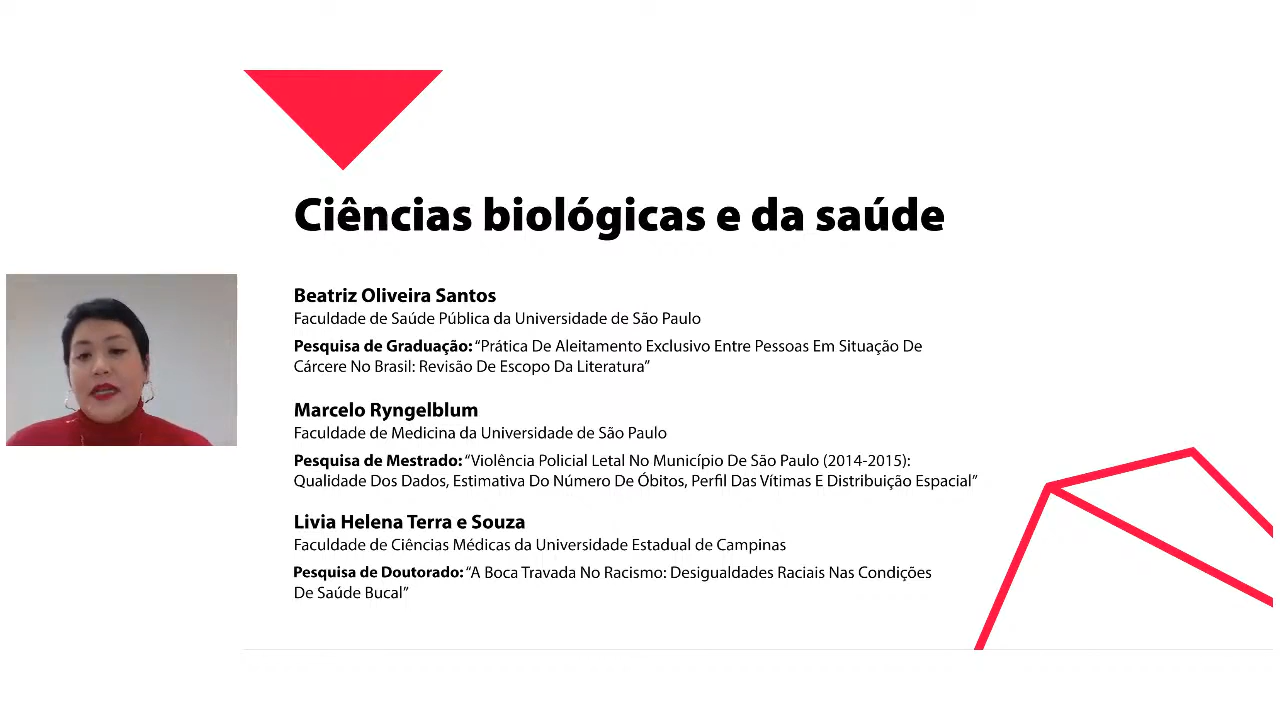 Ciências biológicas e da saúde
Beatriz Oliveira Santos
Faculdade de Saúde Pública da Universidade de São Paulo
Pesquisa de Graduação: “Prática De Aleitamento Exclusivo Entre Pessoas Em Situação De
Cárcere No Brasil: Revisão De Escopo Da Literatura”
Marcelo Ryngelblum
Faculdade de Medicina da Universidade de São Paulo
Pesquisa de Mestrado: “Violência Policial Letal No Município De São Paulo (2014-2015):
Qualidade Dos Dados, Estimativa Do Número De Óbitos, Perfil Das Vítimas E Distribuição Espacial”
Livia Helena Terra e Souza
Faculdade de Ciências Médicas da Universidade Estadual de Campinas
Pesquisa de Doutorado: “A Boca Travada No Racismo: Desigualdades Raciais Nas Condições
De Saúde Bucal”